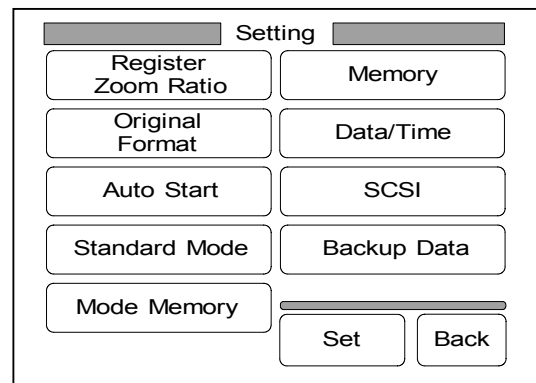 Setting
Register
Zoom Ratio
Memory
Original
Format
Data/Time
Auto Start
SCSI
Standard Mode
Backup Data
Mode Memory
Set
Back